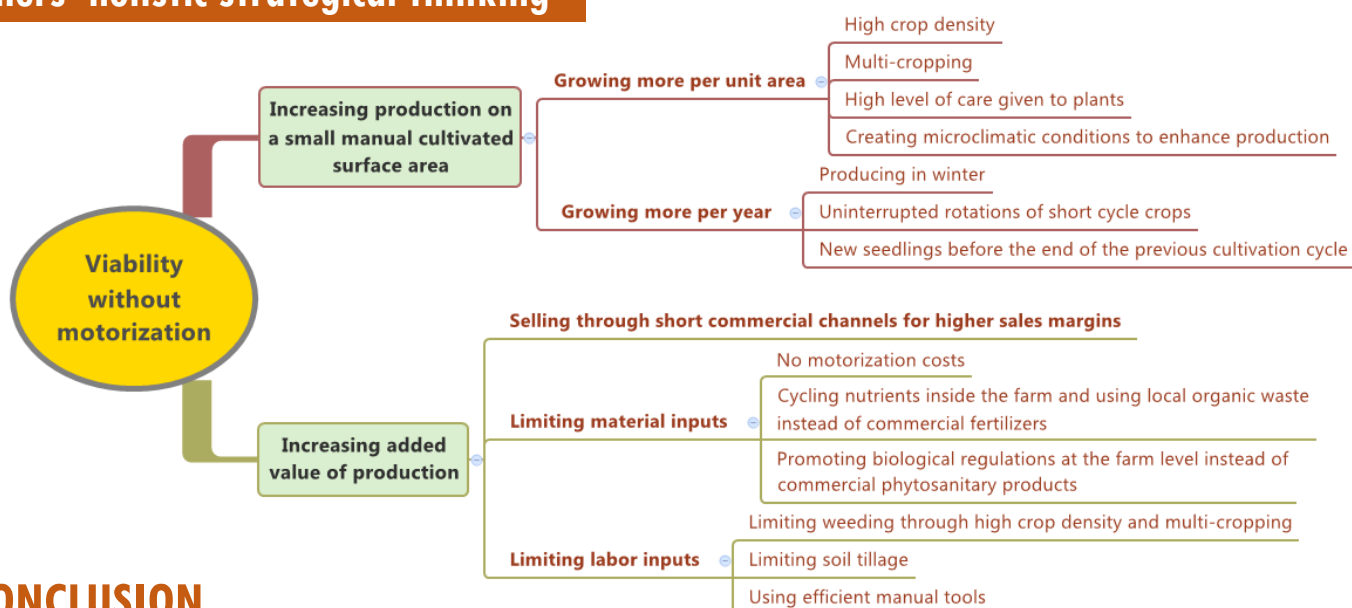 holistic strategical thinking
High crop density
Multi-cropping
Growing more per unit area
High level of care given to plants
Creating microclimatic conditions to enhance production
Increasing production on
a small manual cultivated
surface area
Producing in winter
Growing more per year
Uninterrupted rotations of short cycle crops
New seedlings before the end of the previous cultivation cycle
Viability
without
motorization
Selling through short commercial channels for higher sales margins
No motorization costs
Limiting material inputs
Cycling nutrients inside the farm and using local organic waste
instead of commercial fertilizers
Promoting biological regulations at the farm level instead of
commercial phytosanitary products
Increasing added
value of production
Limiting weeding through high crop density and multi-cropping
Limiting labor inputs
Limiting soil tillage
Using efficient manual tools
ONCLUSION